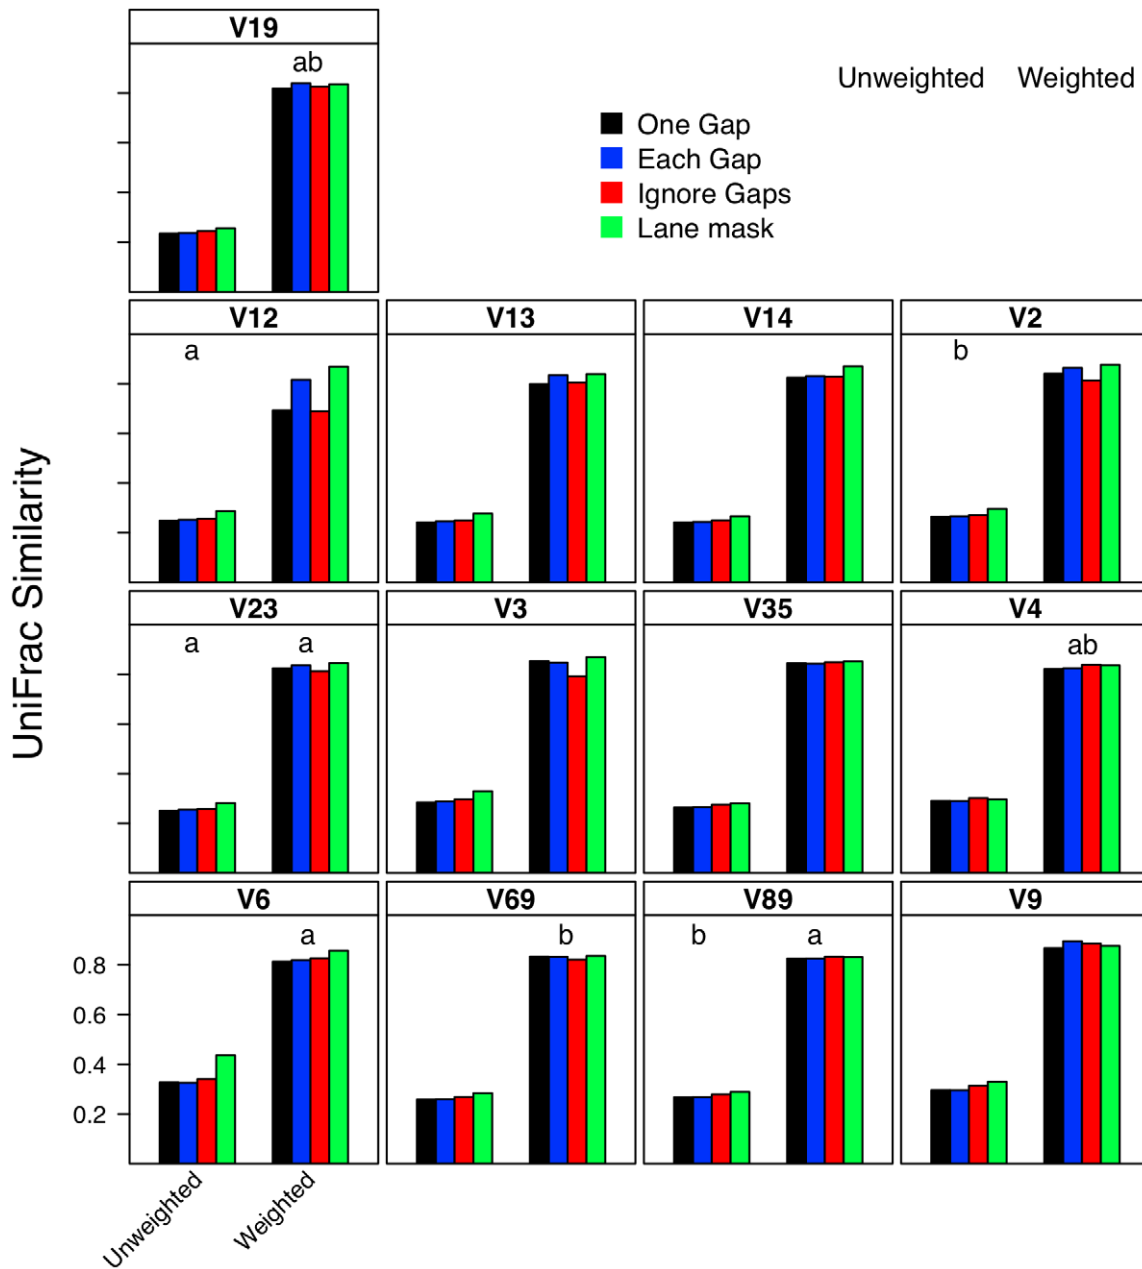 V19
ab
Unweighted Weighted
One Gap
Each Gap
Ignore Gaps
Lane mask
UniFrac Similarity
V12 V13 V14 V2
a b
V23 V3 V35 V4
a a ab
V6 V69 V89 V9
a b b a
0.8
0.6
0.4
0.2
Unweighted Weighted